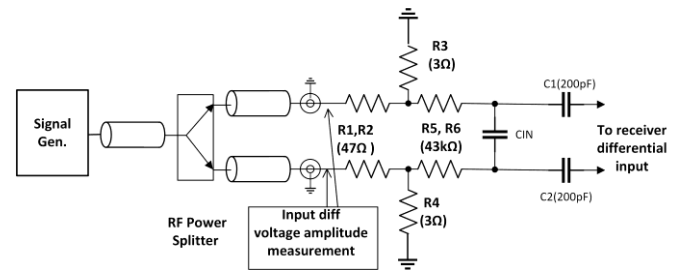 R3
(3Ω)
C1(200pF)
Signal
Gen.
R1,R2
(47Ω )
R5, R6
(43kΩ)
CIN
To receiver
differential
input
C2(200pF)
RF Power
Splitter
Input diff
voltage amplitude
measurement
R4
(3Ω)